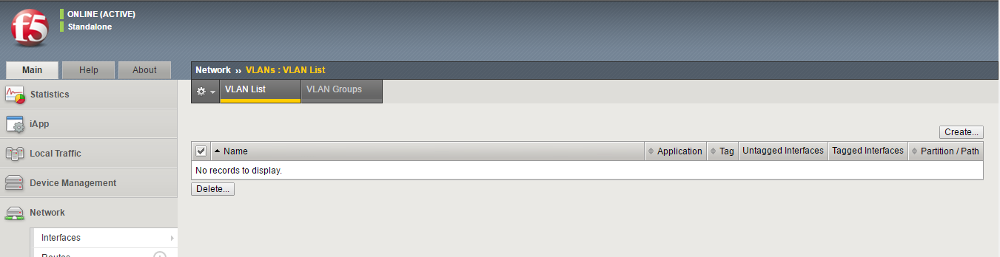 f5
ONLINE (ACTIVE)
Standalone
Main Help About
Network ›› VLANs : VLAN List
VLAN List VLAN Groups
Statistics
iApp
Local Traffic
Device Management
Network
Interfaces
Routes
Create...
Name Application Tag Untagged Interfaces Tagged Interfaces Partition / Path
No records to display.
Delete...